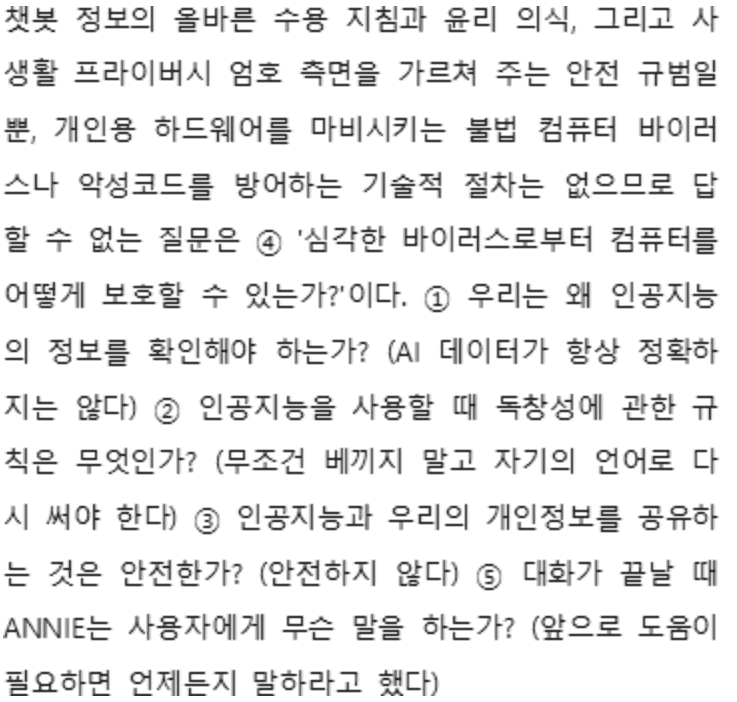 챗봇 정보의 올바른 수용 지침과 윤리 의식, 그리고 사
생활 프라이버시 엄호 측면을 가르쳐 주는 안전 규범일
뿐, 개인용 하드웨어를 마비시키는 불법 컴퓨터 바이러
스나 악성코드를 방어하는 기술적 절차는 없으므로 답
할 수 없는 질문은 ④ '심각한 바이러스로부터 컴퓨터를
어떻게 보호할 수 있는가?'이다. ① 우리는 왜 인공지능
의 정보를 확인해야 하는가? (AI 데이터가 항상 정확하
지는 않다) ② 인공지능을 사용할 때 독창성에 관한 규
칙은 무엇인가? (무조건 베끼지 말고 자기의 언어로 다
시 써야 한다) ③ 인공지능과 우리의 개인정보를 공유하
는 것은 안전한가? (안전하지 않다) ⑤ 대화가 끝날 때
ANNIE는 사용자에게 무슨 말을 하는가? (앞으로 도움이
필요하면 언제든지 말하라고 했다)